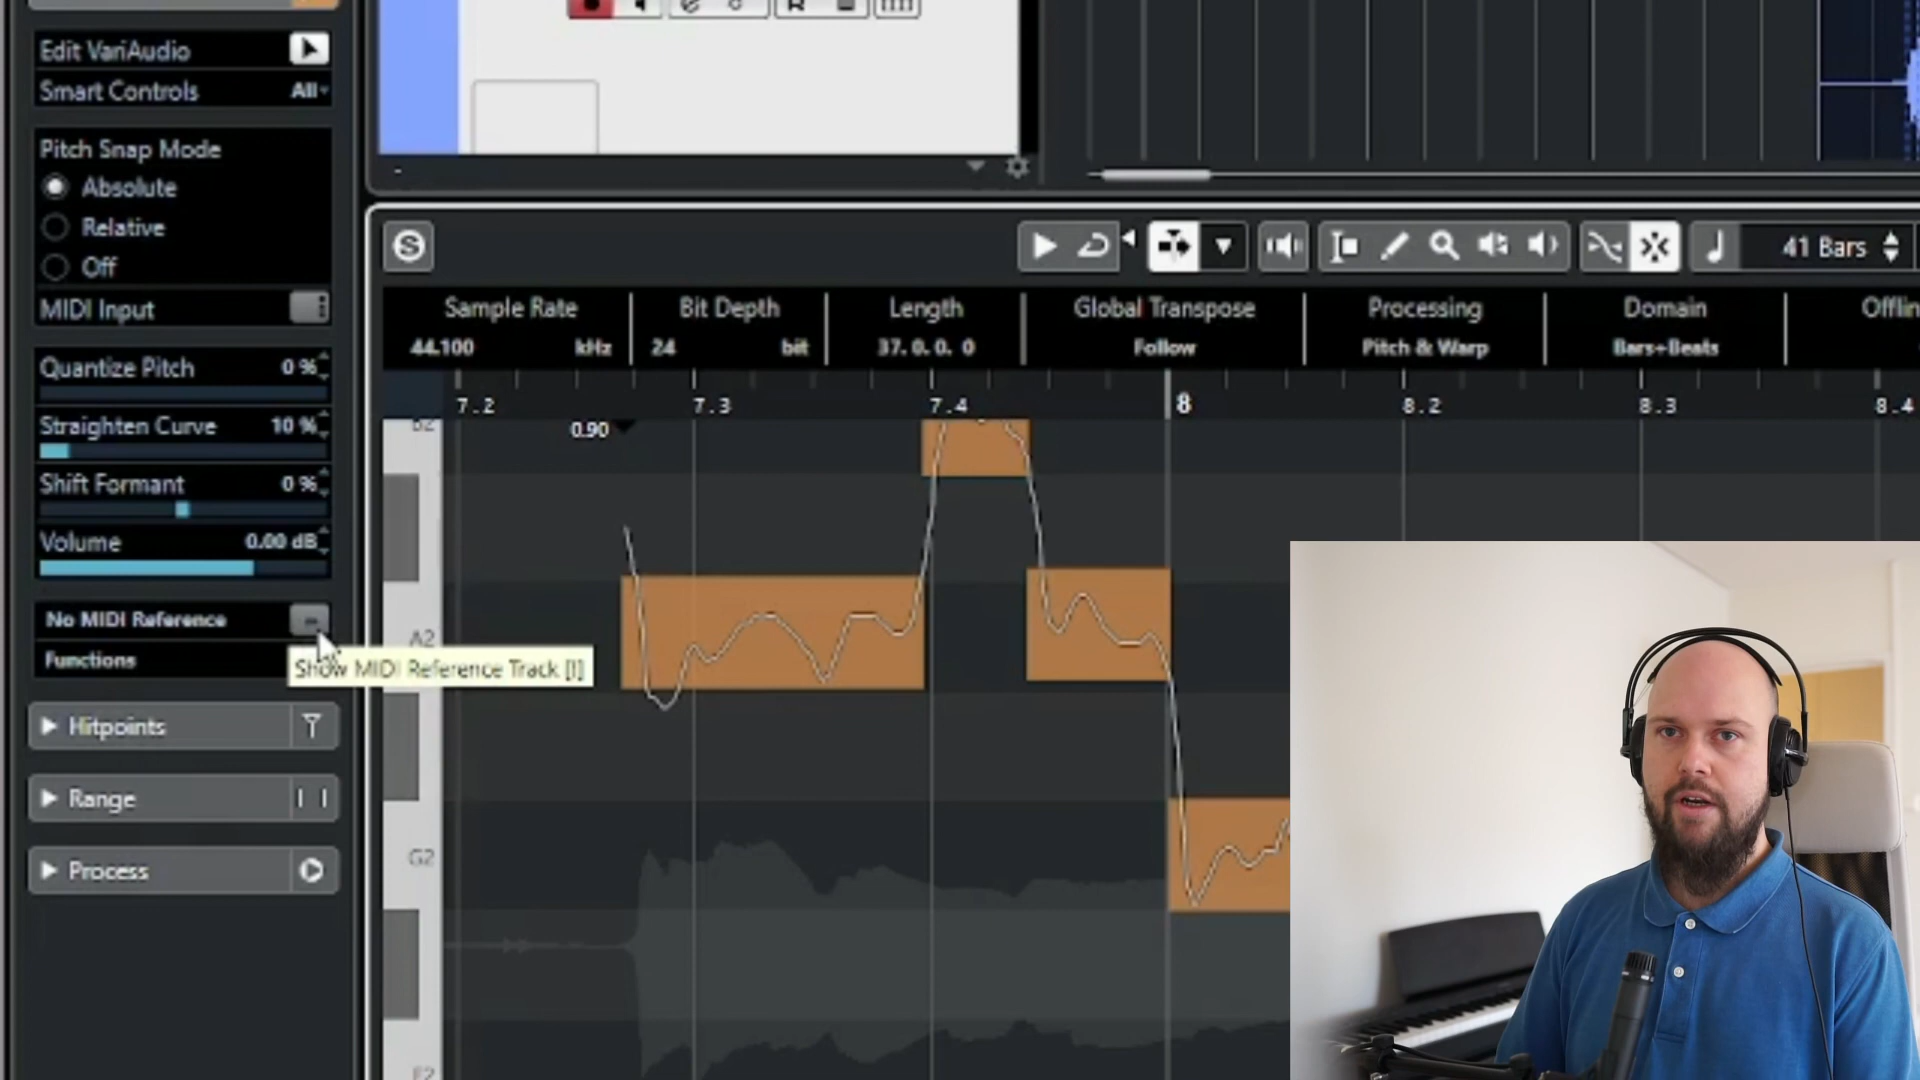 R
Edit VariAudio
Smart Controls All
Pitch Snap Mode
Absolute
Relative
Off
MIDI Input
Quantize Pitch 0 %
Straighten Curve 10 %
Shift Formant 0 %
Volume 0.00 dB
No MIDI Reference
Functions
Show MIDI Reference Track [!]
Hitpoints
Range
Process
41 Bars
Sample Rate Bit Depth Length Global Transpose Processing Domain Offlin
44.100 kHz 24 bit 37. 0. 0. 0 Follow Pitch & Warp Bars+Beats
7.2 7.3 7.4 8 8.2 8.3 8.4
0.90
B2
A2
G2
F2